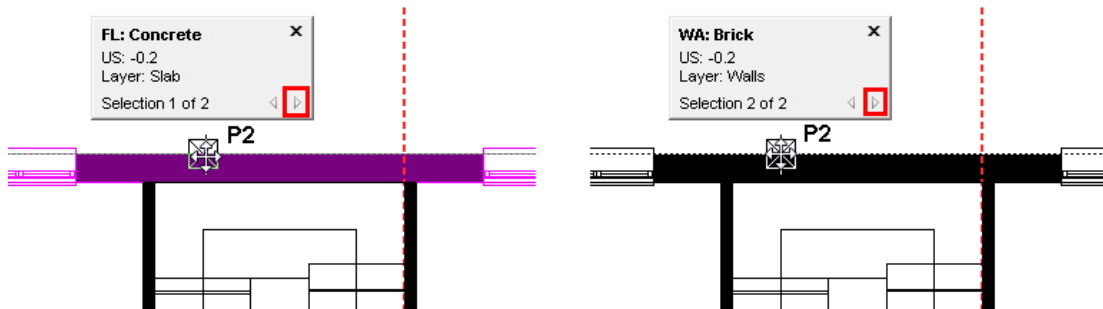 FL: Concrete
US: -0.2
Layer: Slab
Selection 1 of 2
P2
WA: Brick
US: -0.2
Layer: Walls
Selection 2 of 2
P2